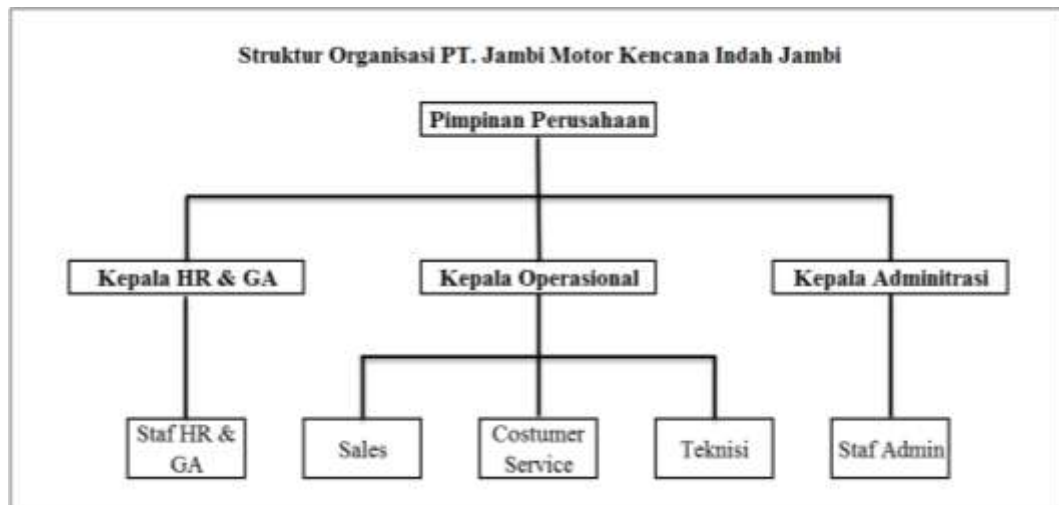 Struktur Organisasi PT. Jambi Motor Kencana Indah Jambi
Pimpinan Perusahaan
Kepala HR & GA
Kepala Operasional
Kepala Adminitrasi
Staf HR &
GA
Sales
Costumer
Service
Teknisi
Staf Admin